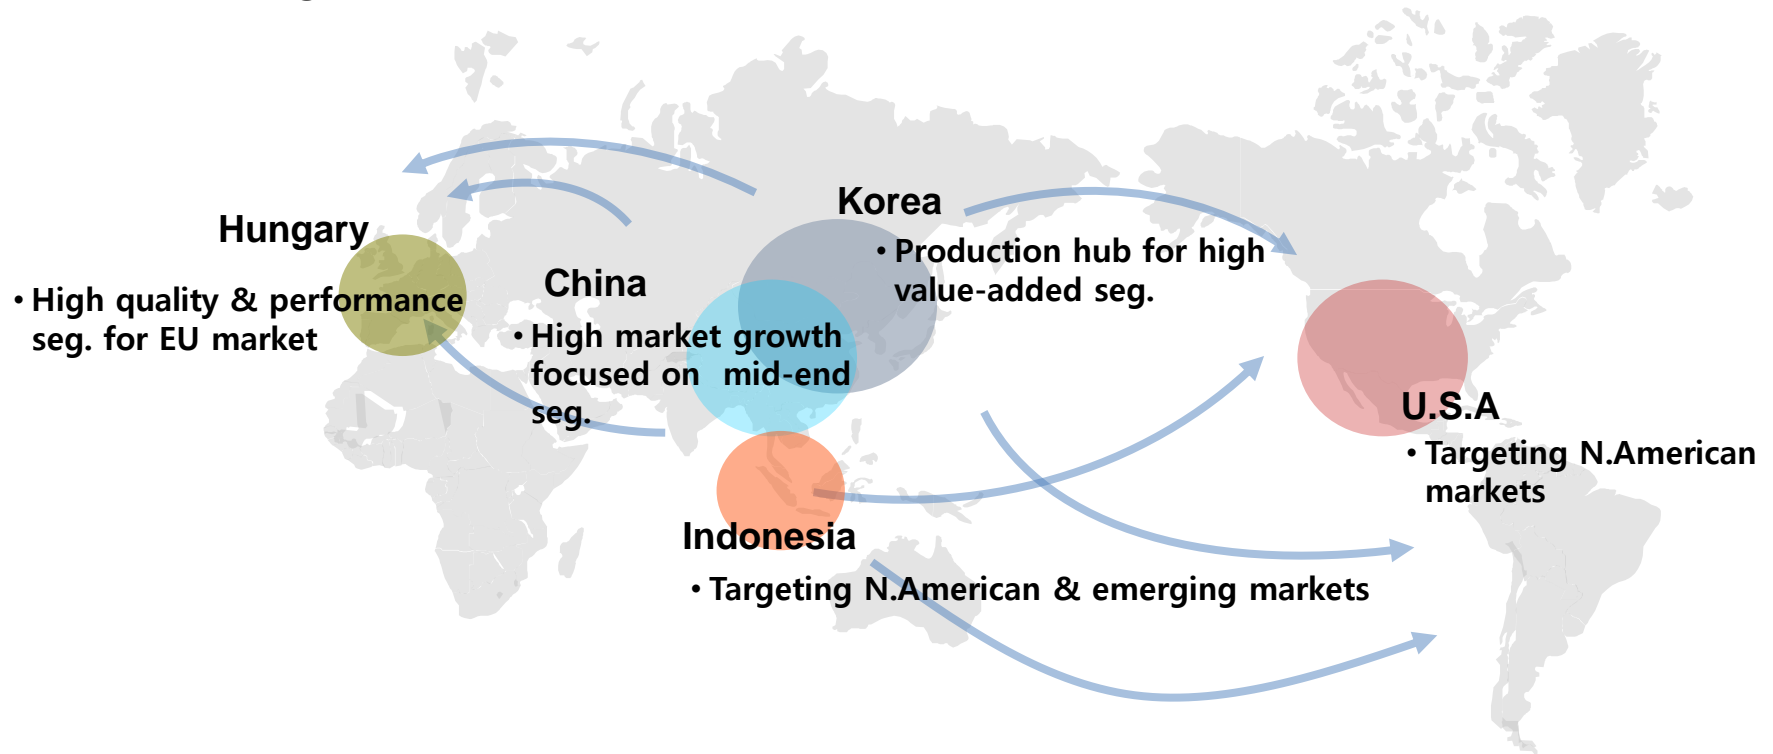 Hungary
• High quality & performance
seg. for EU market
China
• High market growth
focused on mid-end
seg.
Korea
• Production hub for high
value-added seg.
U.S.A
• Targeting N.American
markets
Indonesia
• Targeting N.American & emerging markets